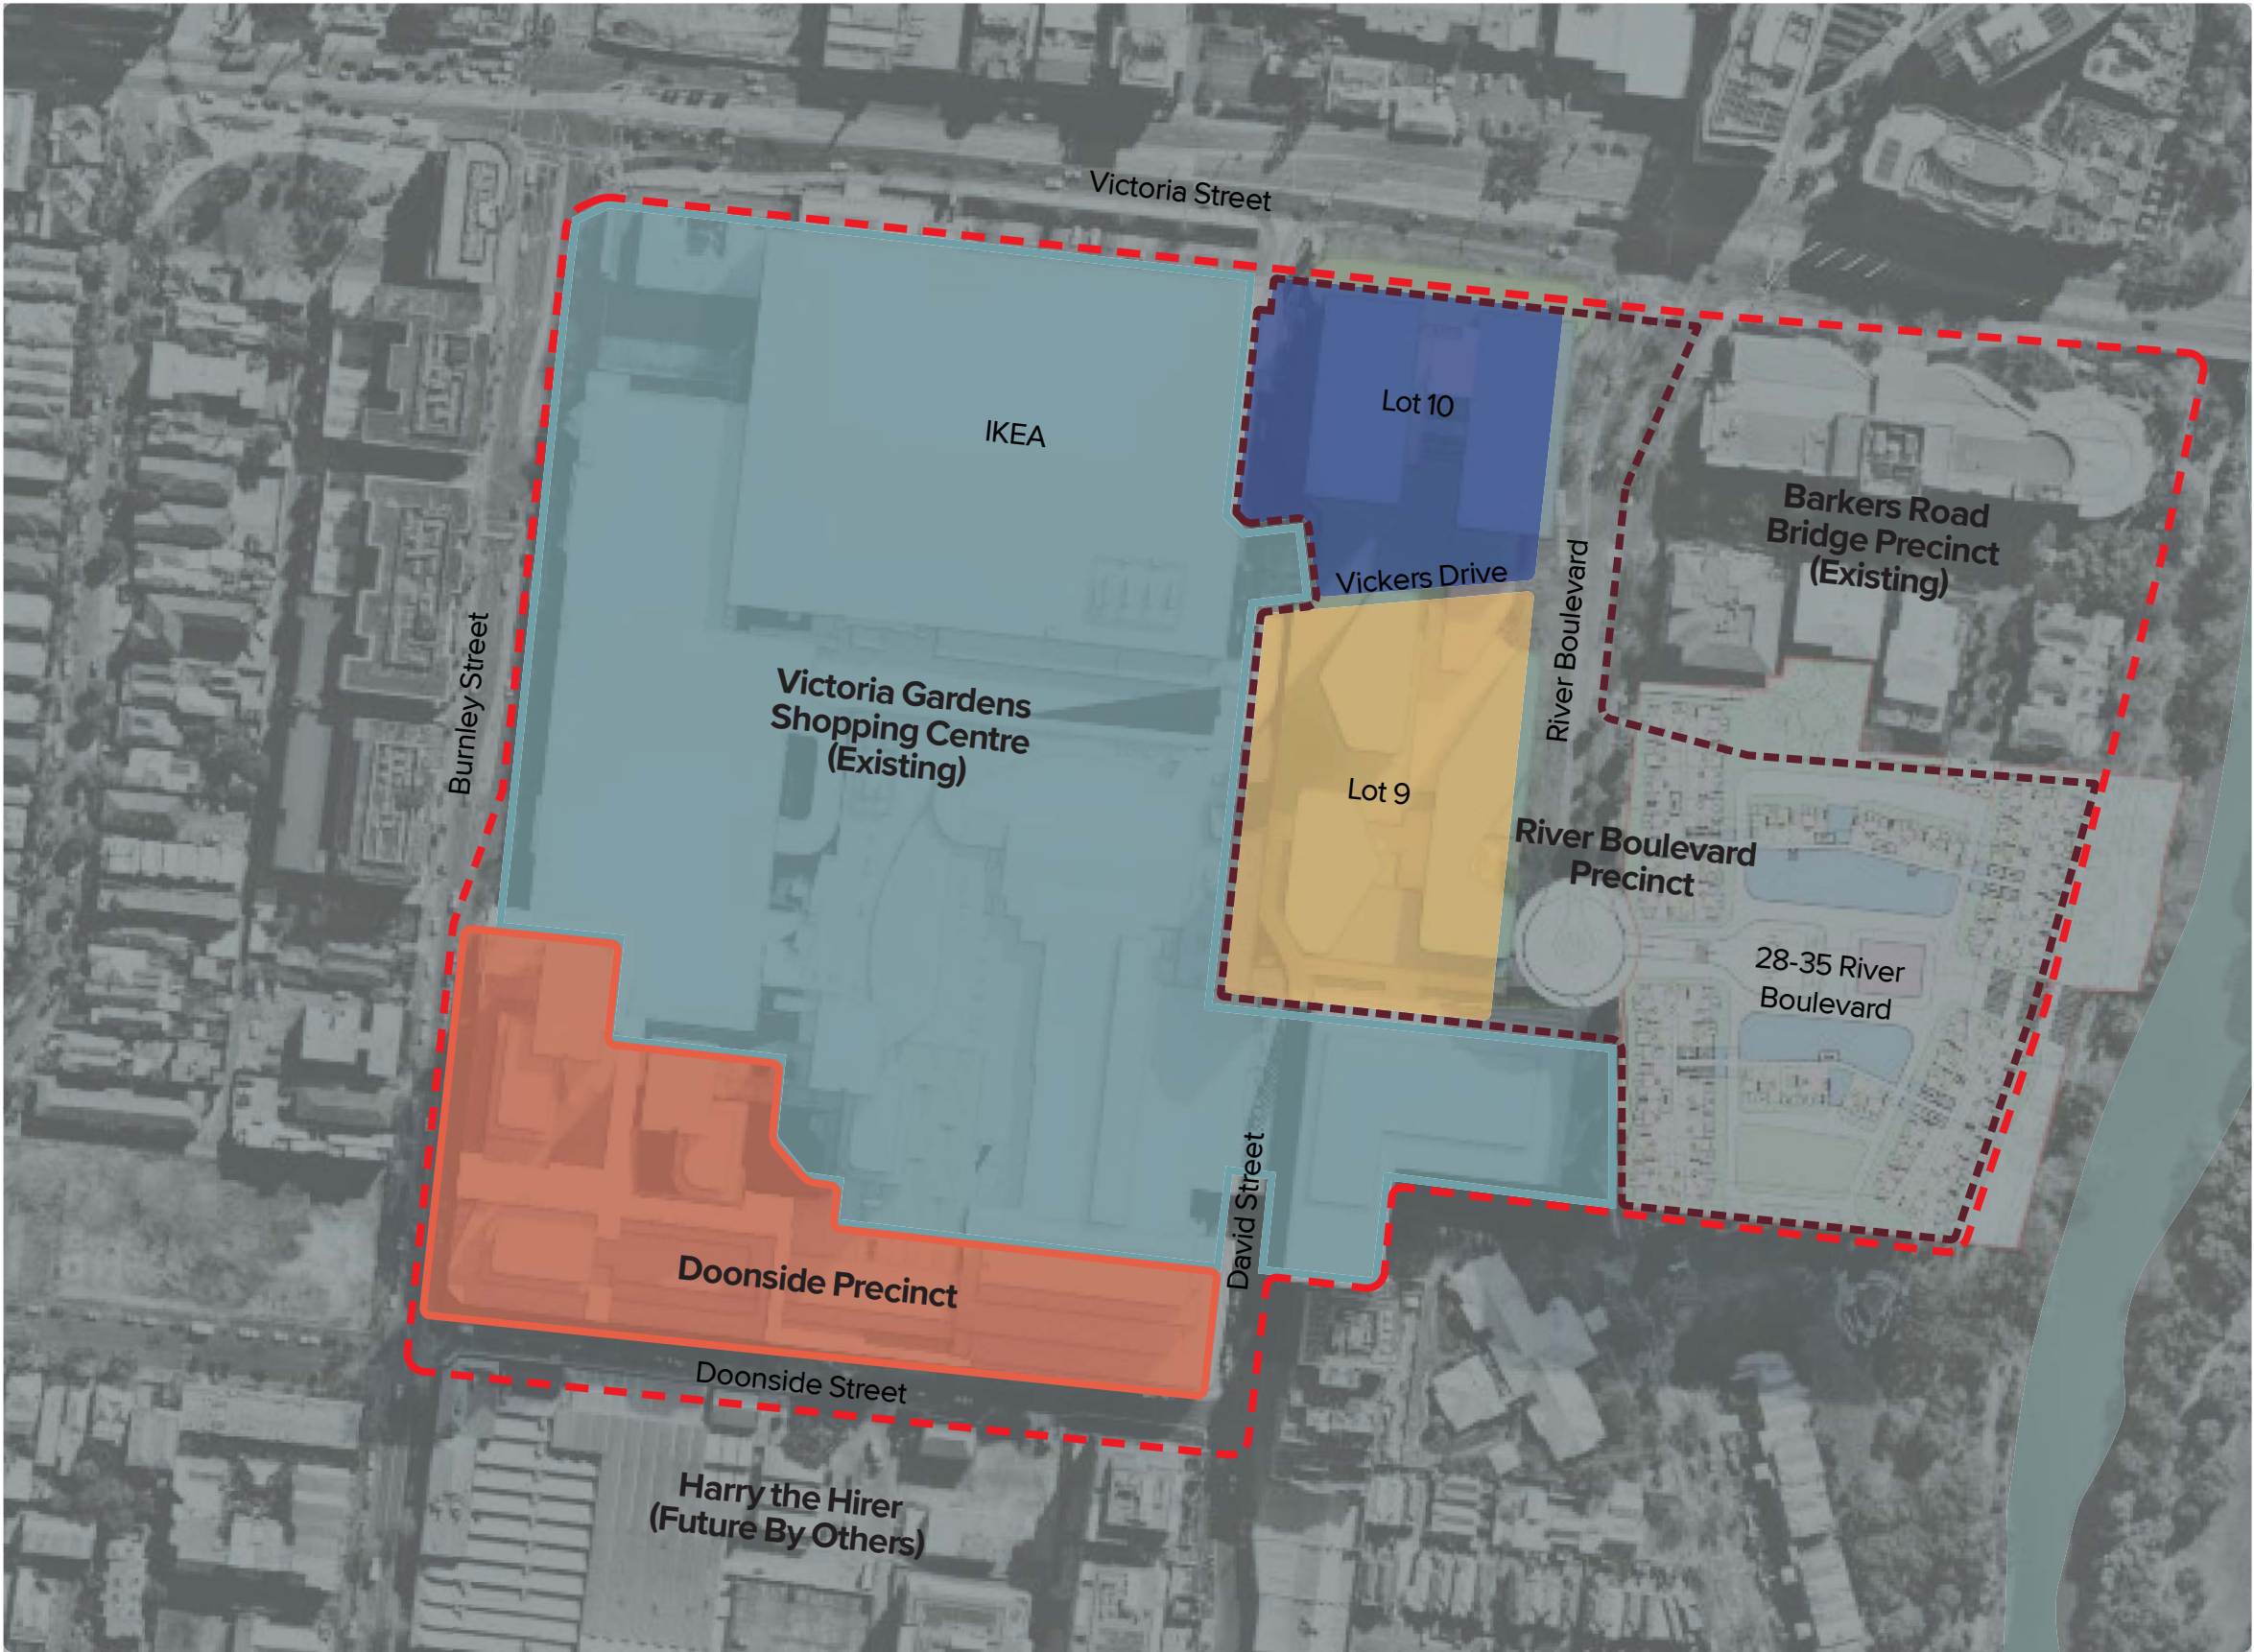 Victoria Street
IKEA
Lot 10
Barkers Road
Bridge Precinct
(Existing)
Vickers Drive
River Boulevard
Burnley Street
Victoria Gardens
Shopping Centre
(Existing)
Lot 9
River Boulevard
Precinct
28-35 River
Boulevard
David Street
Doonside Precinct
Doonside Street
Harry the Hirer
(Future By Others)